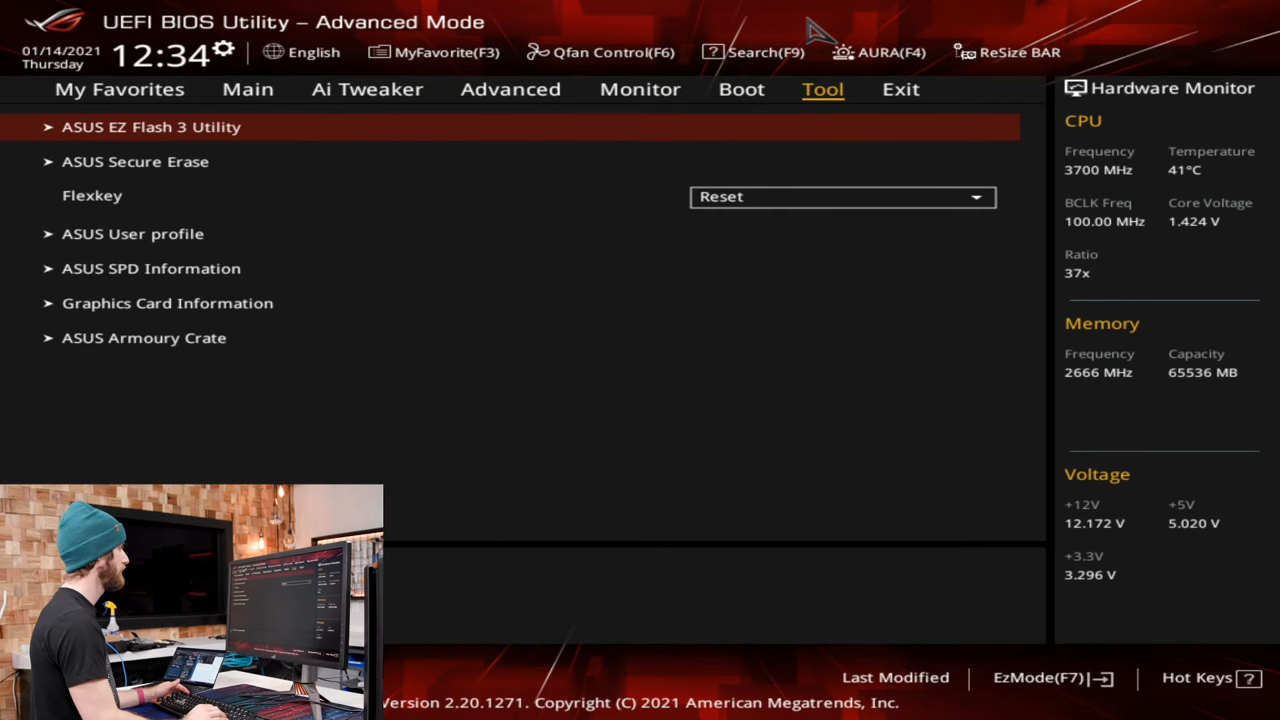 UEFI BIOS Utility – Advanced Mode
01/14/2021
Thursday
12:34
English
MyFavorite(F3)
Qfan Control(F6)
Search(F9)
AURA(F4)
ReSize BAR
My Favorites
Main
Ai Tweaker
Advanced
Monitor
Boot
Tool
Exit
ASUS EZ Flash 3 Utility
ASUS Secure Erase
Flexkey
Reset
ASUS User profile
ASUS SPD Information
Graphics Card Information
ASUS Armoury Crate
Hardware Monitor
CPU
Frequency Temperature
3700 MHz 41°C
BCLK Freq Core Voltage
100.00 MHz 1.424 V
Ratio
37x
Memory
Frequency Capacity
2666 MHz 65536 MB
Voltage
+12V +5V
12.172 V 5.020 V
+3.3V
3.296 V
Last Modified
EzMode(F7)
Hot Keys ?
Version 2.20.1271. Copyright (C) 2021 American Megatrends, Inc.